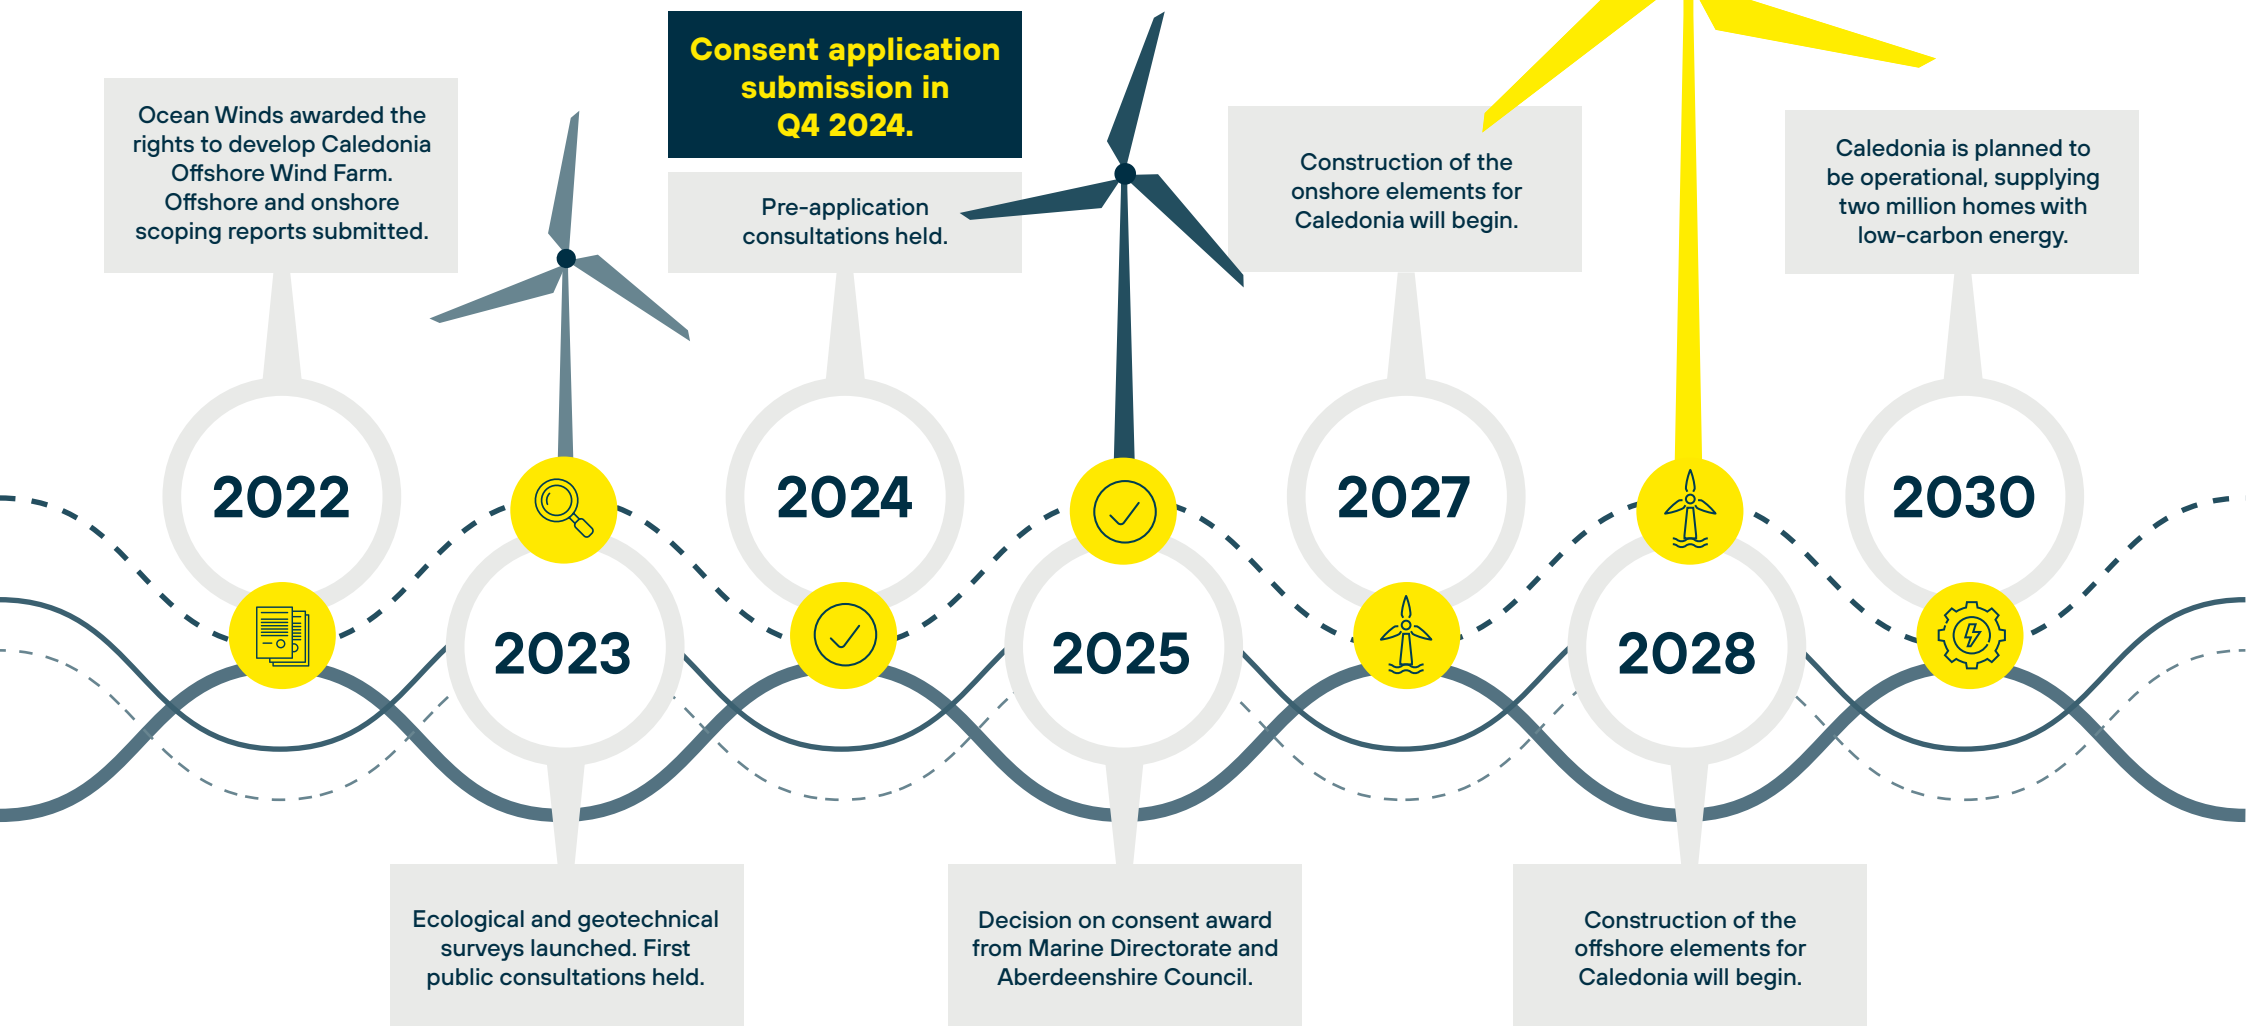 Ocean Winds awarded the
rights to develop Caledonia
Offshore Wind Farm.
Offshore and onshore
scoping reports submitted.
2022
2023
Ecological and geotechnical
surveys launched. First
public consultations held.
Consent application
submission in
Q4 2024.
Pre-application
consultations held.
2024
2025
Decision on consent award
from Marine Directorate and
Aberdeenshire Council.
Construction of the
onshore elements for
Caledonia will begin.
2027
2028
Construction of the
offshore elements for
Caledonia will begin.
Caledonia is planned to
be operational, supplying
two million homes with
low-carbon energy.
2030